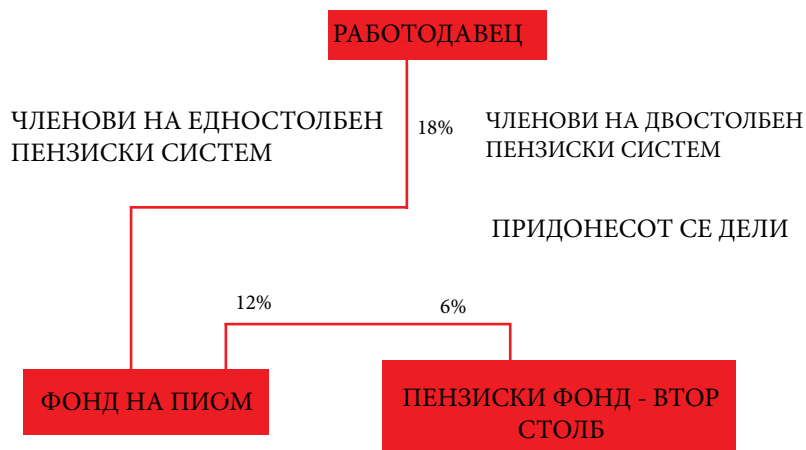 РАБОТОДАВЕЦ
ЧЛЕНОВИ НА ЕДНОСТОЛБЕН
ПЕНЗИСКИ СИСТЕМ
18%
ЧЛЕНОВИ НА ДВОСТОЛБЕН
ПЕНЗИСКИ СИСТЕМ
ПРИДОНЕСОТ СЕ ДЕЛИ
12%
6%
ФОНД НА ПИОМ
ПЕНЗИСКИ ФОНД - ВТОР
СТОЛБ